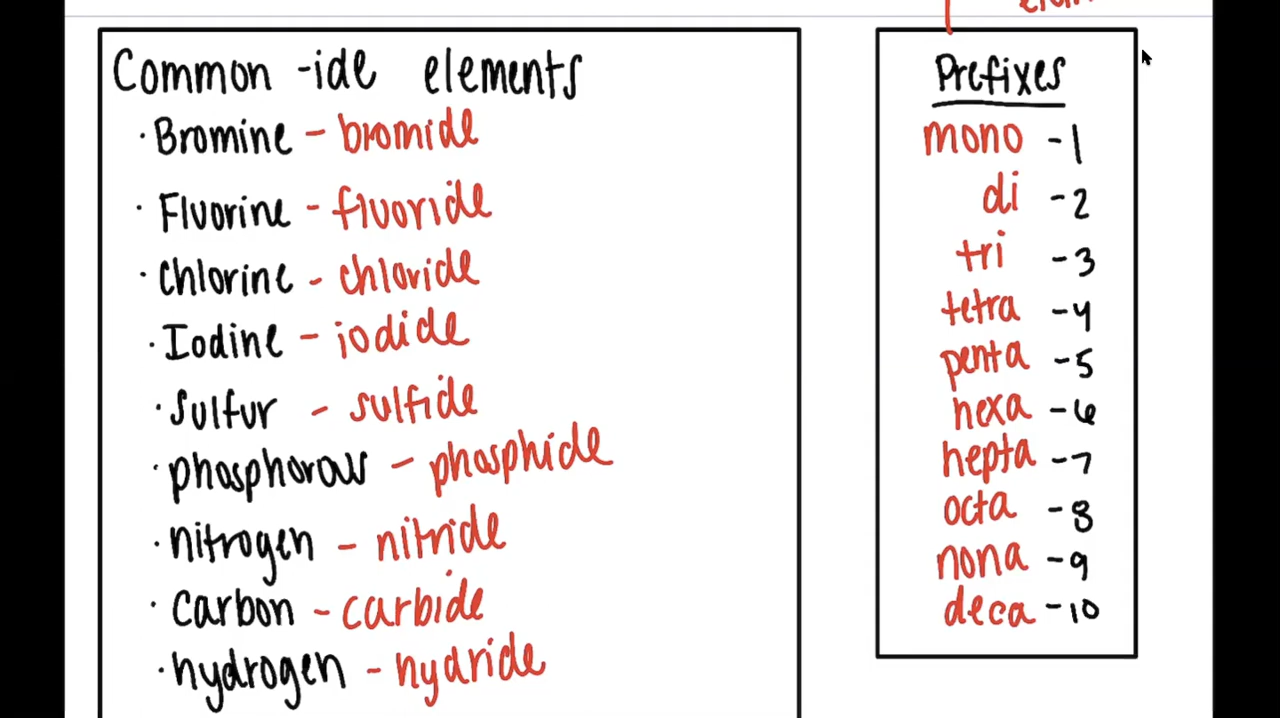 Common -ide elements
· Bromine - bromide
· Fluorine - fluoride
· Chlorine - chloride
· Iodine - iodide
· Sulfur - sulfide
· phosphorous - phosphide
· nitrogen - nitride
· Carbon - carbide
· hydrogen - hydride
Prefixes
mono -1
di -2
tri -3
tetra -4
penta -5
hexa -6
hepta -7
octa -8
nona -9
deca -10